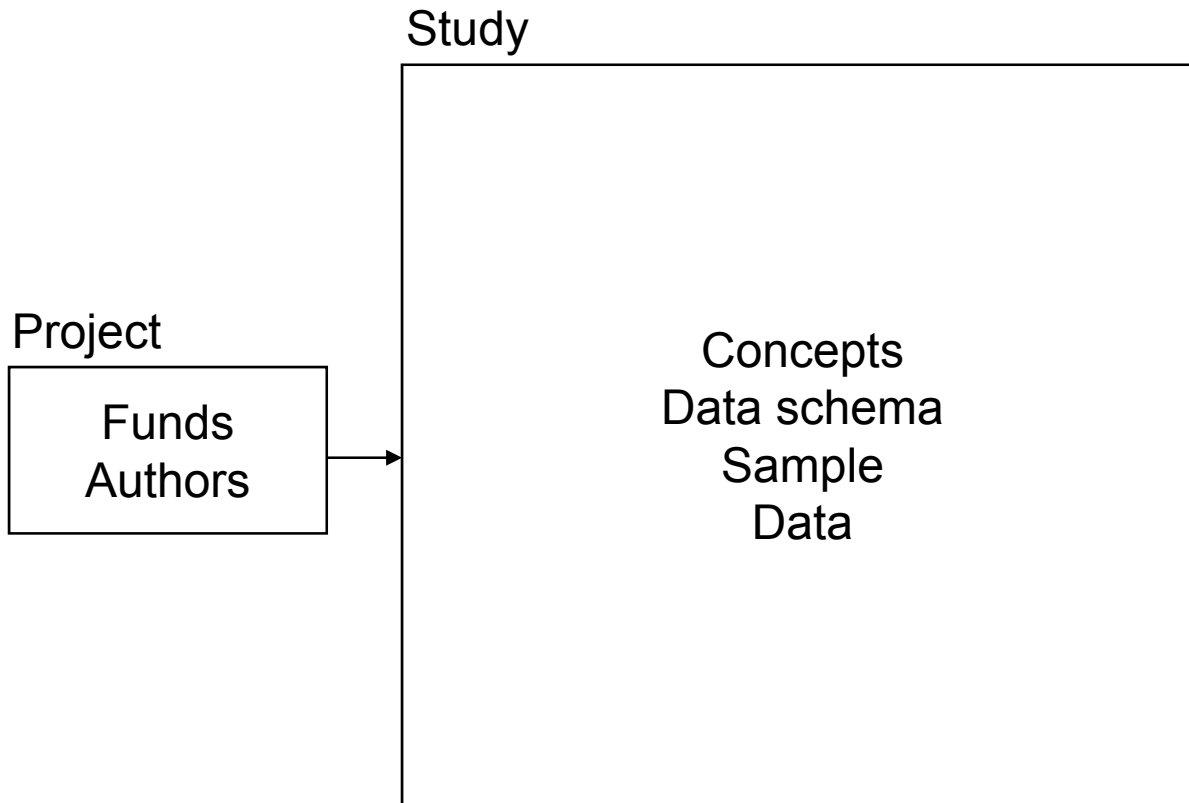 Study
Project
Funds
Authors
Concepts
Data schema
Sample
Data